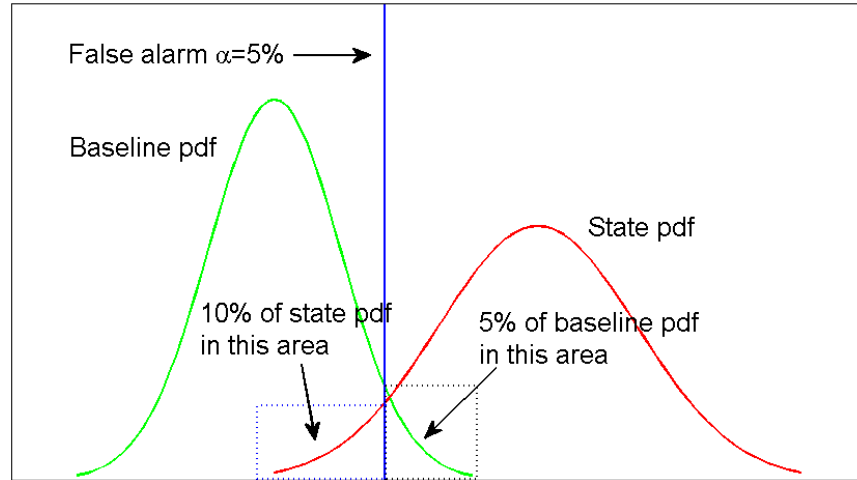 False alarm α=5%
Baseline pdf
State pdf
10% of state pdf
in this area
5% of baseline pdf
in this area